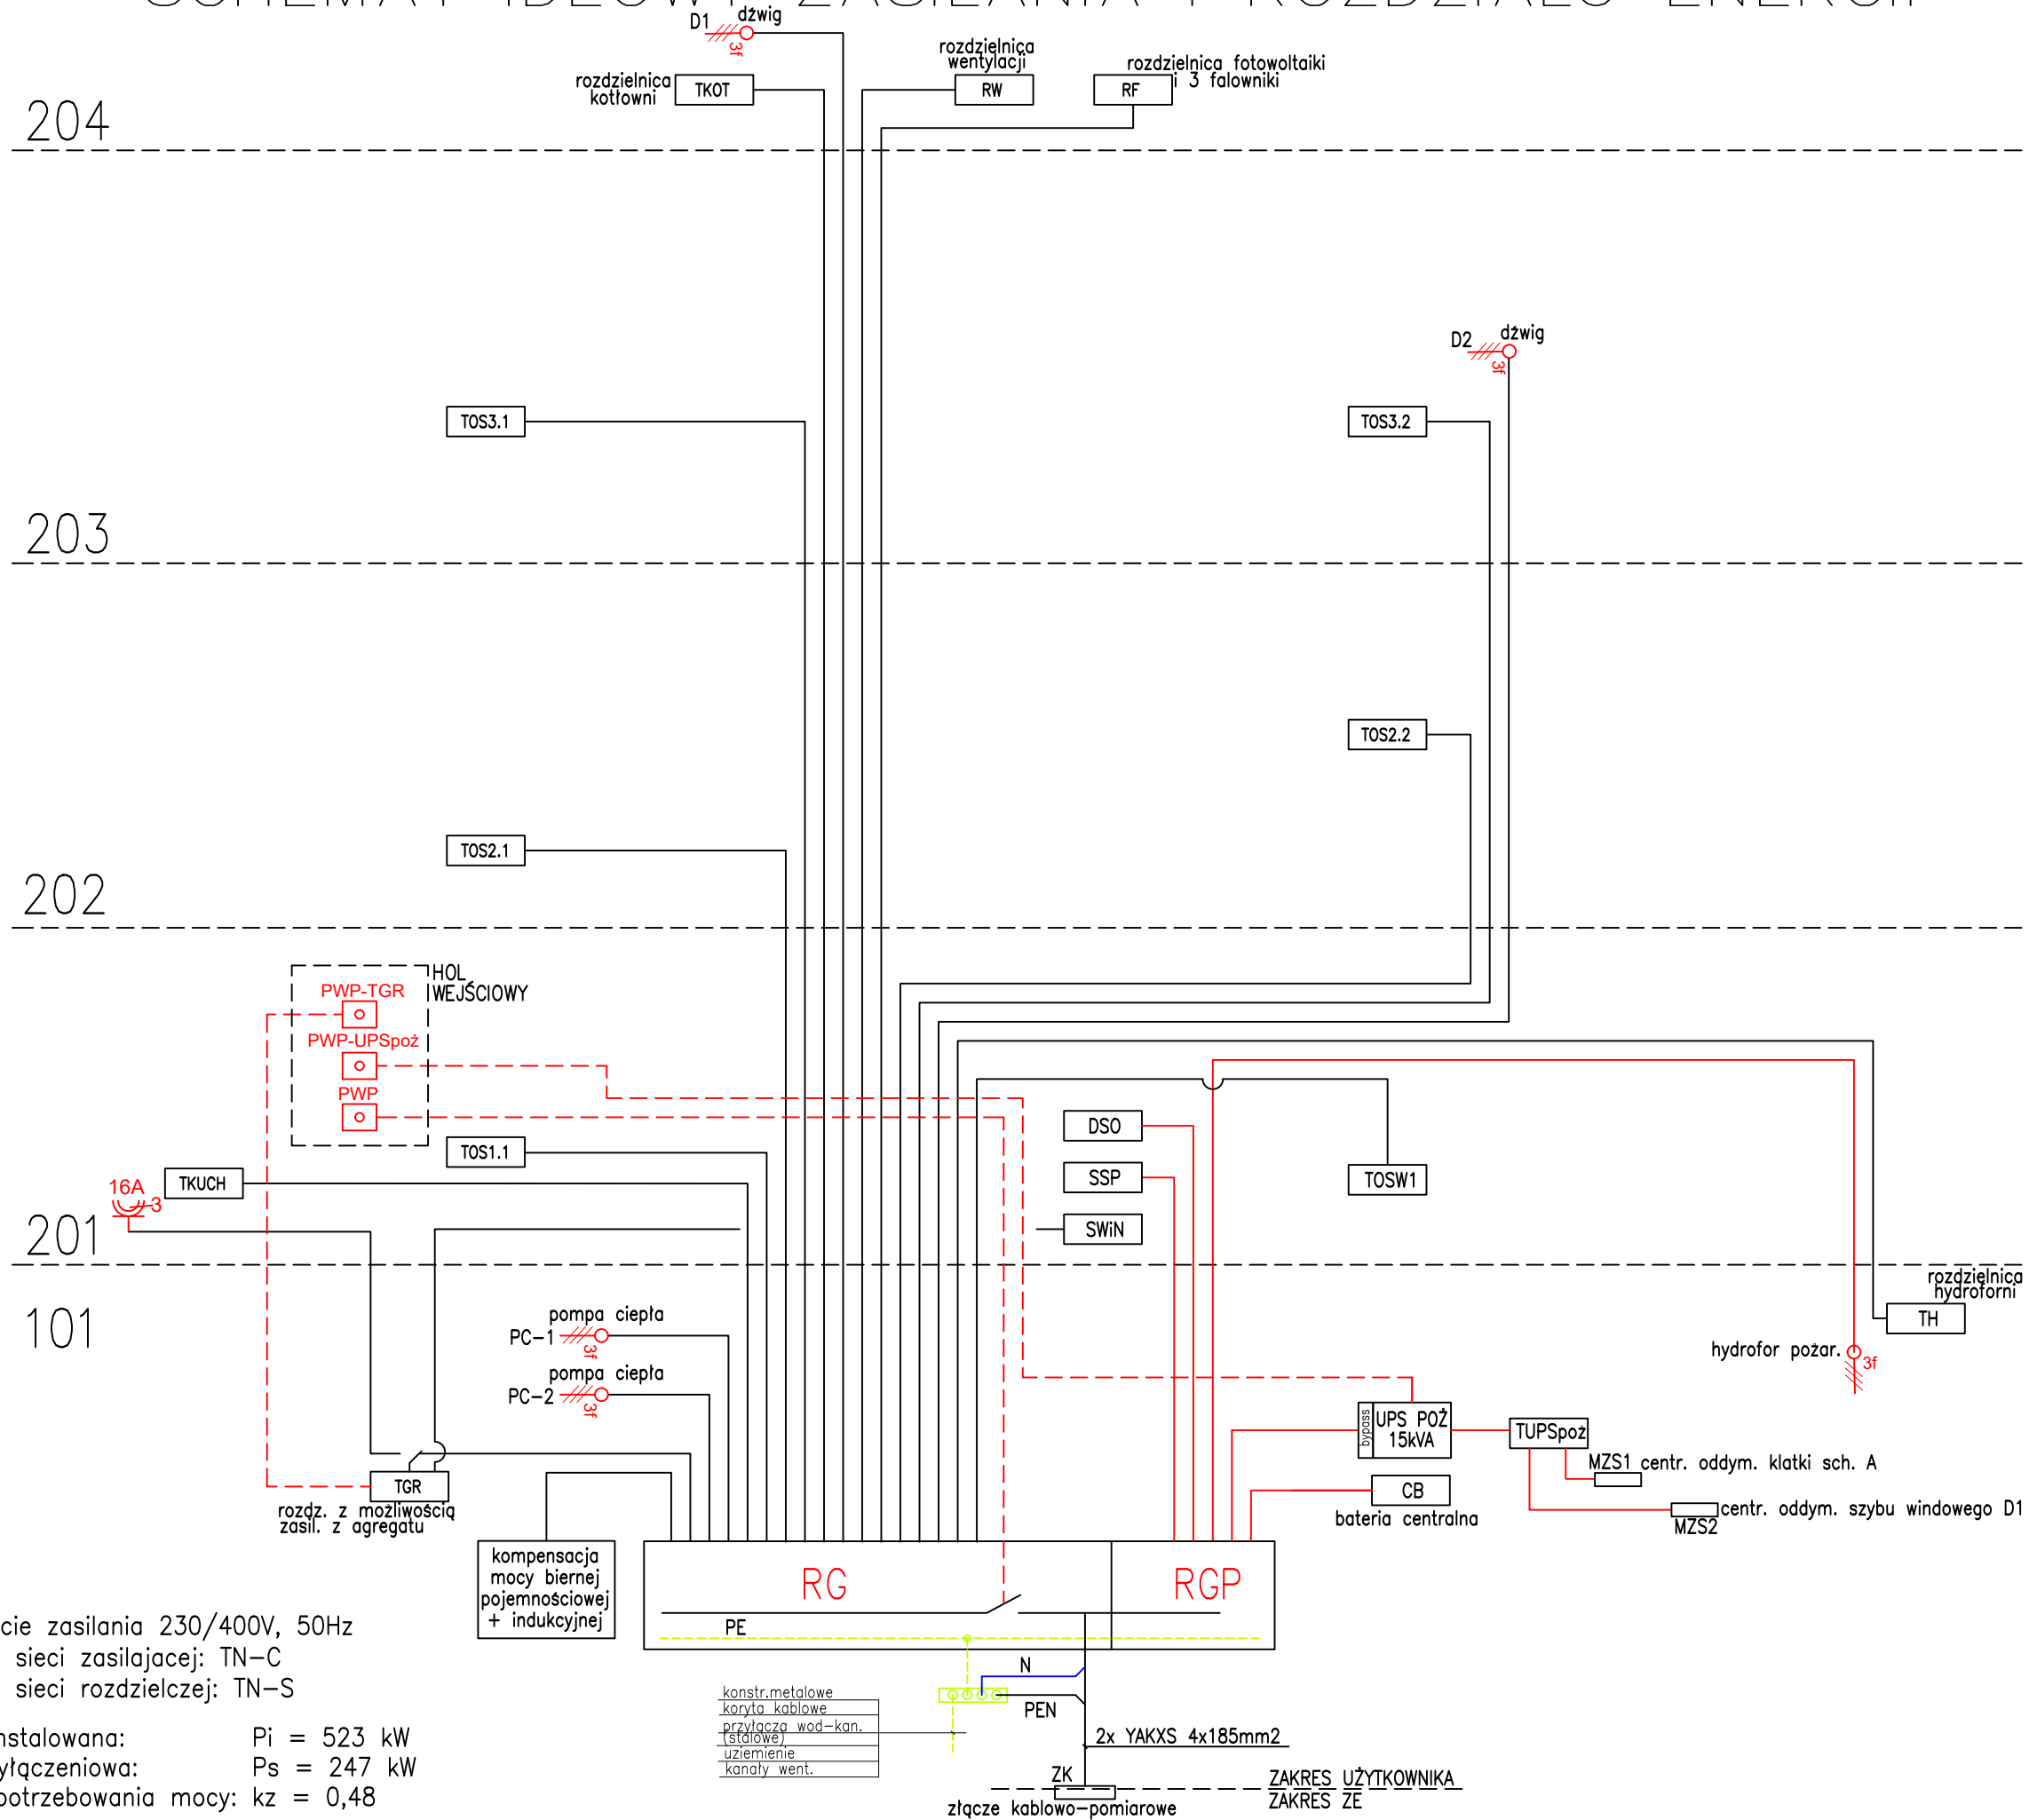 SCHEMAT IDEOWY ZASILANIA I ROZDZIAŁU ENERGII
D1
dźwig
3f
rozdzielnica
kotłowni
TKOT
rozdzielnica
wentylacji
RW
rozdzielnica fotowoltaiki
i 3 falowniki
RF
204
D2
dźwig
3f
TOS3.1
TOS3.2
203
TOS2.2
TOS2.1
202
HOL
WEJŚCIOWY
PWP-TGR
PWP-UPSpoż
PWP
TOS1.1
DSO
SSP
SWiN
TOSW1
TKUCH
16A
3
201
101
rozdzielnica
hydroforni
TH
pompa ciepła
PC-1
3f
pompa ciepła
PC-2
3f
hydrofor pożar.
3f
bypass
UPS POŻ
15kVA
TUPSpoż
MZS1 centr. oddym. klatki sch. A
centr. oddym. szybu windowego D1
MZS2
CB
bateria centralna
TGR
rozdz. z możliwością
zasil. z agregatu
kompensacja
mocy biernej
pojemnościowej
+ indukcyjnej
RG
RGP
PE
N
PEN
konstr.metalowe
koryta kablowe
przyłącza wod-kan.
(stalowe)
uziemienie
kanały went.
2x YAKXS 4x185mm2
ZK
złącze kablowo-pomiarowe
ZAKRES UŻYTKOWNIKA
ZAKRES ZE
cie zasilania 230/400V, 50Hz
sieci zasilajacej: TN-C
sieci rozdzielczej: TN-S
nstalowana: Pi = 523 kW
yłączeniowa: Ps = 247 kW
potrzebowania mocy: kz = 0,48